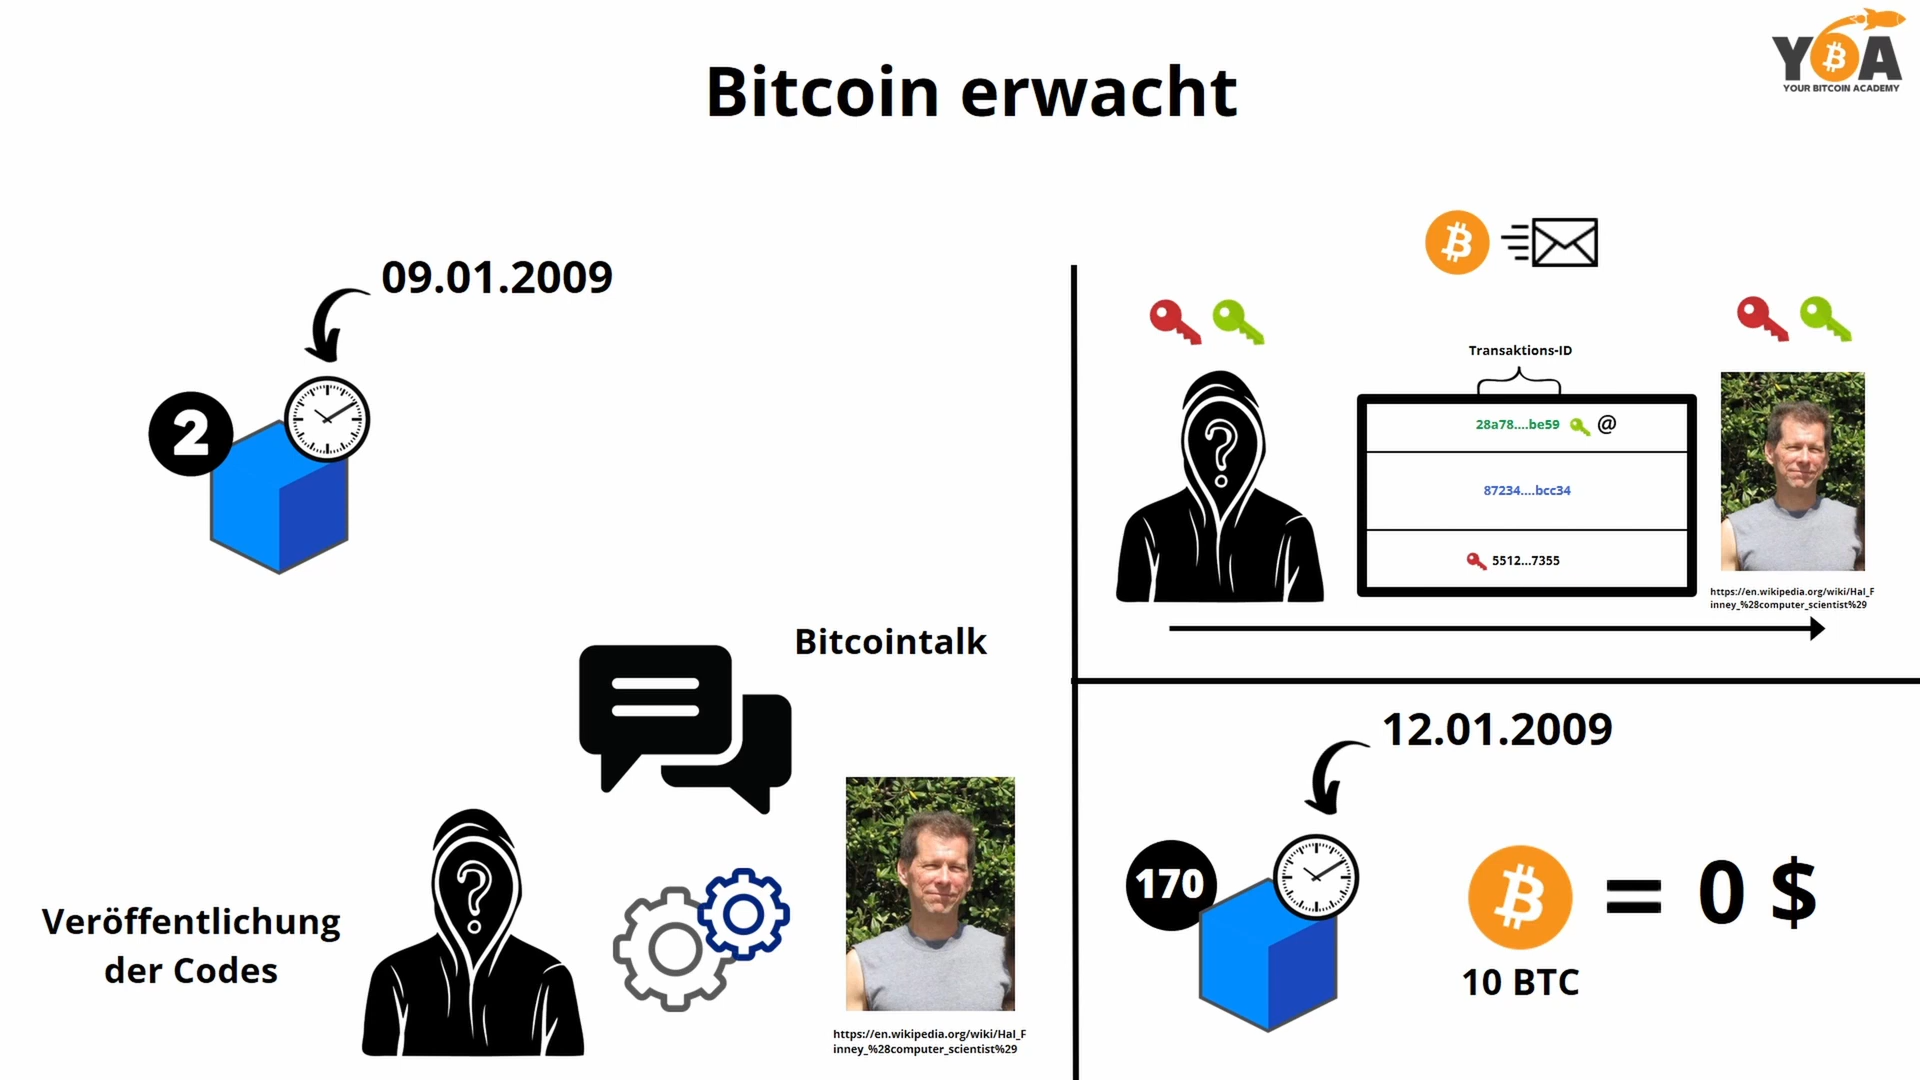 Bitcoin erwacht
YBA
YOUR BITCOIN ACADEMY
09.01.2009
2
Bitcointalk
?
Veröffentlichung
der Codes
https://en.wikipedia.org/wiki/Hal_F
inney_%28computer_scientist%29
Transaktions-ID
?
28a78....be59 @
87234....bcc34
5512...7355
https://en.wikipedia.org/wiki/Hal_F
inney_%28computer_scientist%29
12.01.2009
170
₿ = 0 $
10 BTC